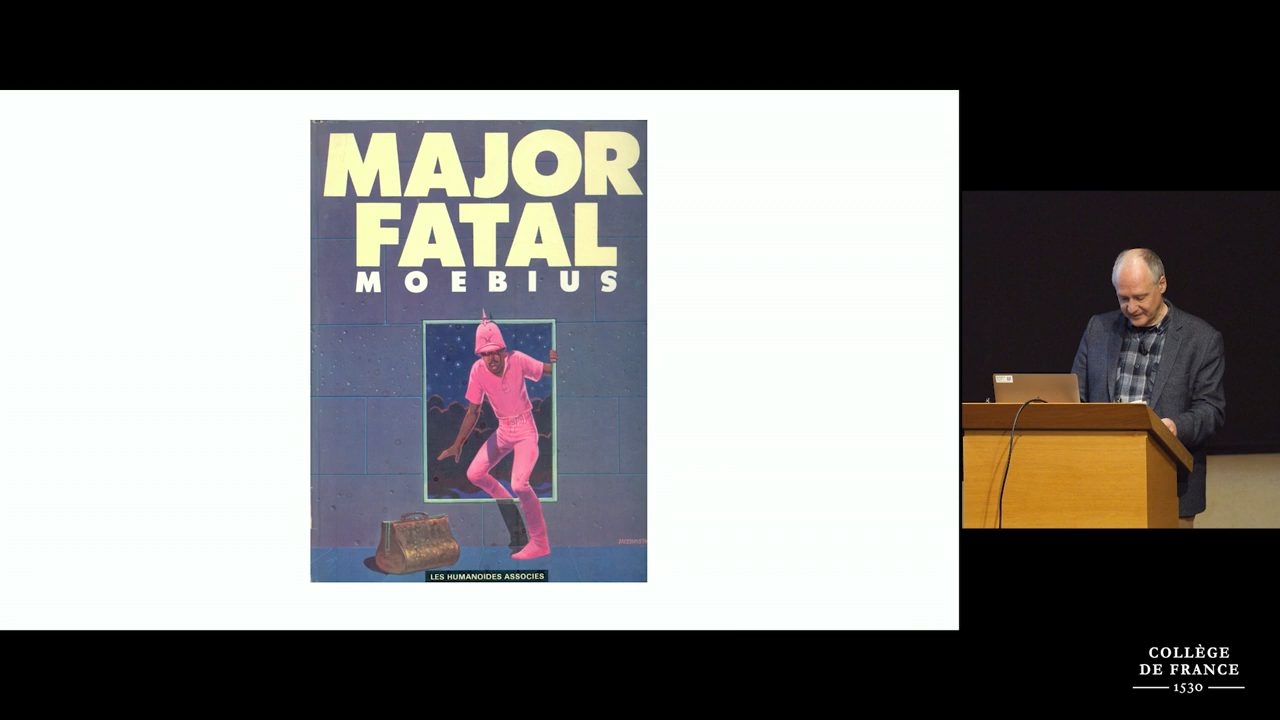 MAJOR
FATAL
MOEBIUS
LES HUMANOIDES ASSOCIES
COLLÈGE
DE FRANCE
1530